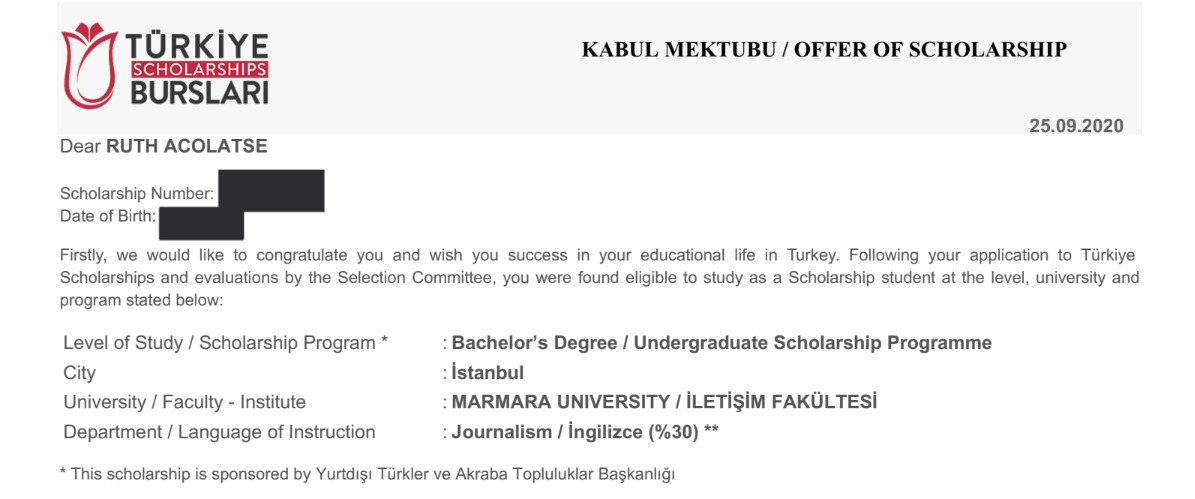 TÜRKİYE
SCHOLARSHIPS
BURSLARI
KABUL MEKTUBU / OFFER OF SCHOLARSHIP
25.09.2020
Dear RUTH ACOLATSE
Scholarship Number:
Date of Birth:
Firstly, we would like to congratulate you and wish you success in your educational life in Turkey. Following your application to Türkiye
Scholarships and evaluations by the Selection Committee, you were found eligible to study as a Scholarship student at the level, university and
program stated below:
Level of Study / Scholarship Program * : Bachelor’s Degree / Undergraduate Scholarship Programme
City : İstanbul
University / Faculty - Institute : MARMARA UNIVERSITY / İLETİŞİM FAKÜLTESİ
Department / Language of Instruction : Journalism / İngilizce (%30) **
* This scholarship is sponsored by Yurtdışı Türkler ve Akraba Topluluklar Başkanlığı